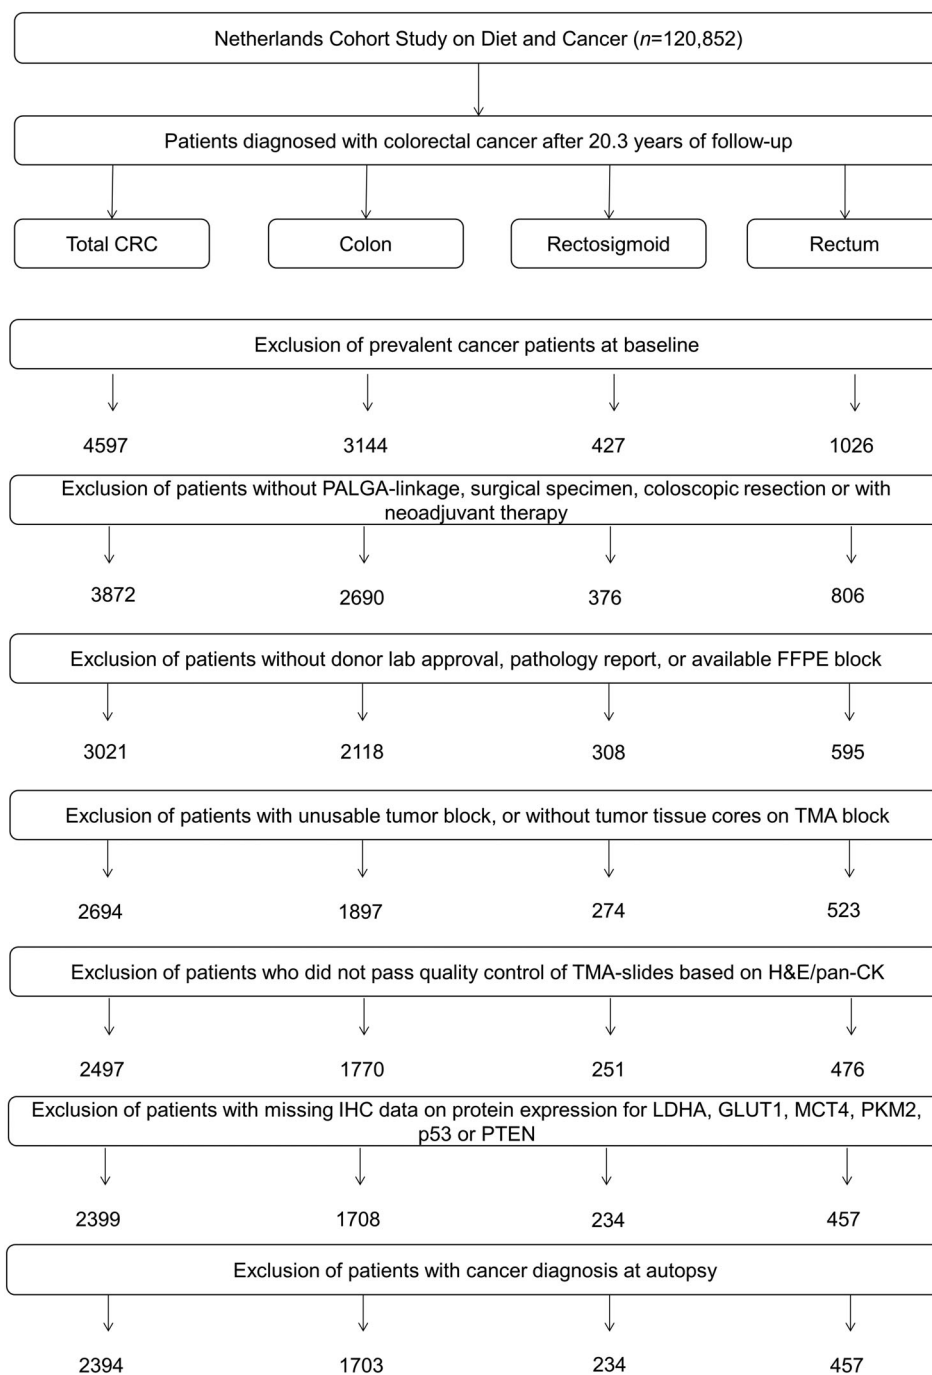 Netherlands Cohort Study on Diet and Cancer (n=120,852)
Patients diagnosed with colorectal cancer after 20.3 years of follow-up
Total CRC Colon Rectosigmoid Rectum
Exclusion of prevalent cancer patients at baseline
4597 3144 427 1026
Exclusion of patients without PALGA-linkage, surgical specimen, coloscopic resection or with
neoadjuvant therapy
3872 2690 376 806
Exclusion of patients without donor lab approval, pathology report, or available FFPE block
3021 2118 308 595
Exclusion of patients with unusable tumor block, or without tumor tissue cores on TMA block
2694 1897 274 523
Exclusion of patients who did not pass quality control of TMA-slides based on H&E/pan-CK
2497 1770 251 476
Exclusion of patients with missing IHC data on protein expression for LDHA, GLUT1, MCT4, PKM2,
p53 or PTEN
2399 1708 234 457
Exclusion of patients with cancer diagnosis at autopsy
2394 1703 234 457